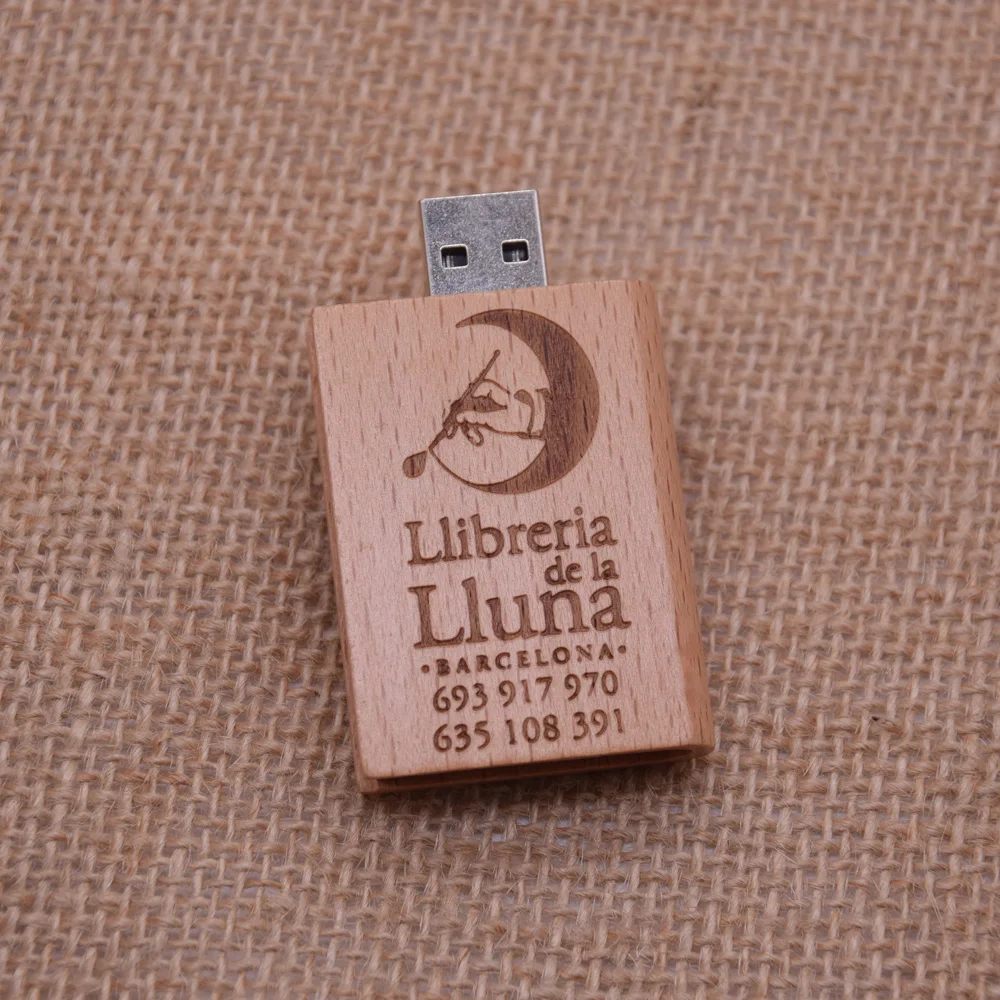 Llibreria
de la
Lluna
·BARCELONA·
693 917 970
635 108 391